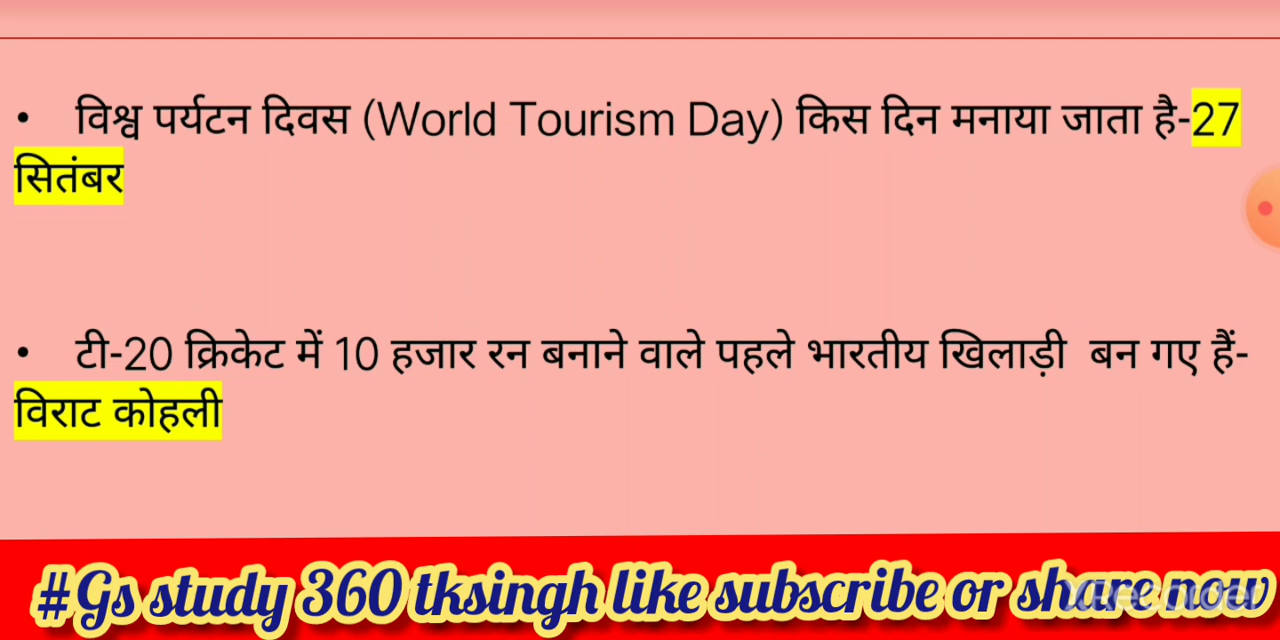 • विश्व पर्यटन दिवस (World Tourism Day) किस दिन मनाया जाता है-27
सितंबर
• टी-20 क्रिकेट में 10 हजार रन बनाने वाले पहले भारतीय खिलाड़ी बन गए हैं-
विराट कोहली
#Gs study 360 tksingh like subscribe or share now
XRecorder